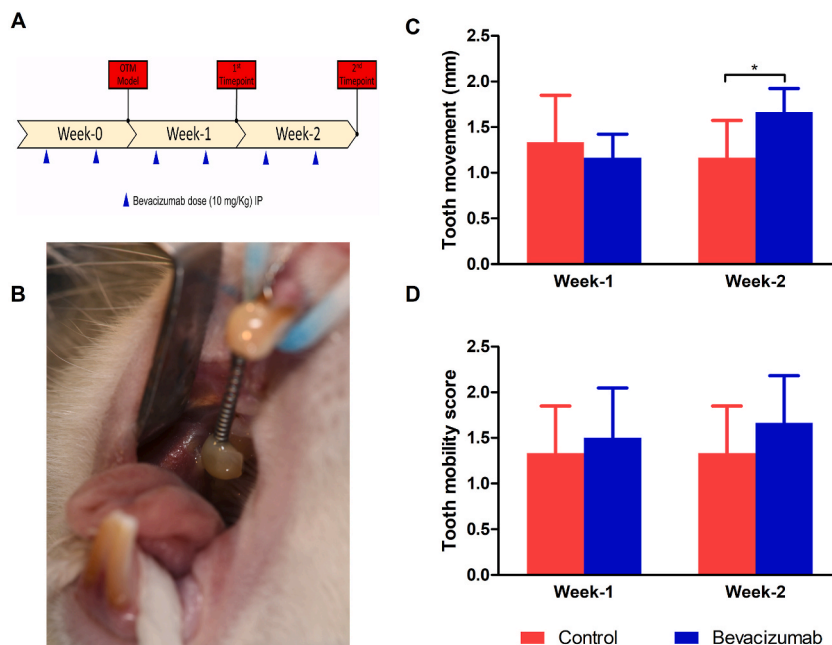 A
OTM
Model
1st
Timepoint
2nd
Timepoint
Week-0
Week-1
Week-2
Bevacizumab dose (10 mg/Kg) IP
B
C
Tooth movement (mm)
2.5
2.0
1.5
1.0
0.5
0.0
*
Week-1
Week-2
D
Tooth mobility score
2.5
2.0
1.5
1.0
0.5
0.0
Week-1
Week-2
Control
Bevacizumab